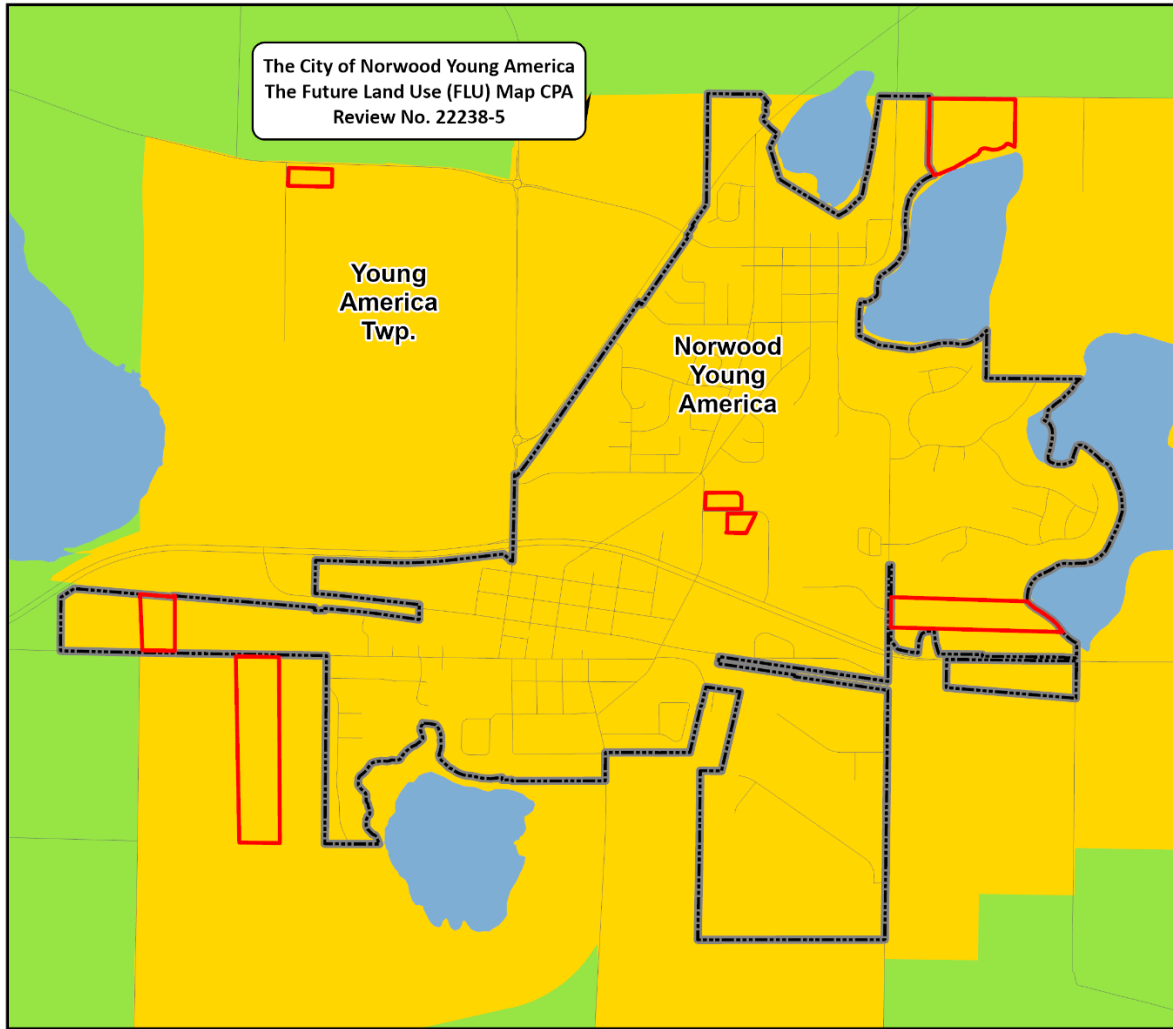 The City of Norwood Young America
The Future Land Use (FLU) Map CPA
Review No. 22238-5
Young
America
Twp.
Norwood
Young
America